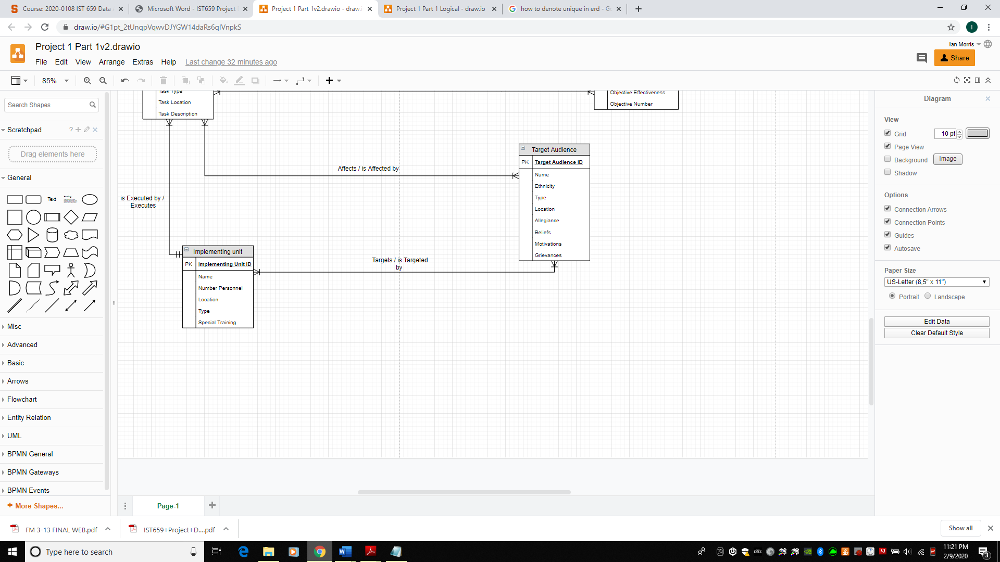 Course: 2020-0108 IST 659 Data
Microsoft Word - IST659 Project
Project 1 Part 1v2.drawio - draw.i
Project 1 Part 1 Logical - draw.io
how to denote unique in erd - Go
draw.io/#G1pt_2tUnqpVqwvDJYGW14daRs6qIVnpkS
I
Project 1 Part 1v2.drawio
Ian Morris
File Edit View Arrange Extras Help Last change 32 minutes ago
Share
85%
Search Shapes
Scratchpad
?
Drag elements here
General
Text
Heading
Misc
Advanced
Basic
Arrows
Flowchart
Entity Relation
UML
BPMN General
BPMN Gateways
BPMN Events
+ More Shapes...
Task Type
Task Location
Task Description
Objective Effectiveness
Objective Number
Affects / is Affected by
is Executed by /
Executes
Target Audience
PK Target Audience ID
Name
Ethnicity
Type
Location
Allegiance
Beliefs
Motivations
Grievances
Targets / is Targeted
by
Implementing unit
PK Implementing Unit ID
Name
Number Personnel
Location
Type
Special Training
Page-1
Diagram
View
Grid 10 pt
Page View
Background Image
Shadow
Options
Connection Arrows
Connection Points
Guides
Autosave
Paper Size
US-Letter (8,5" x 11")
Portrait Landscape
Edit Data
Clear Default Style
FM 3-13 FINAL WEB.pdf
IST659+Project+D....pdf
Show all
Type here to search
11:21 PM
2/9/2020
3